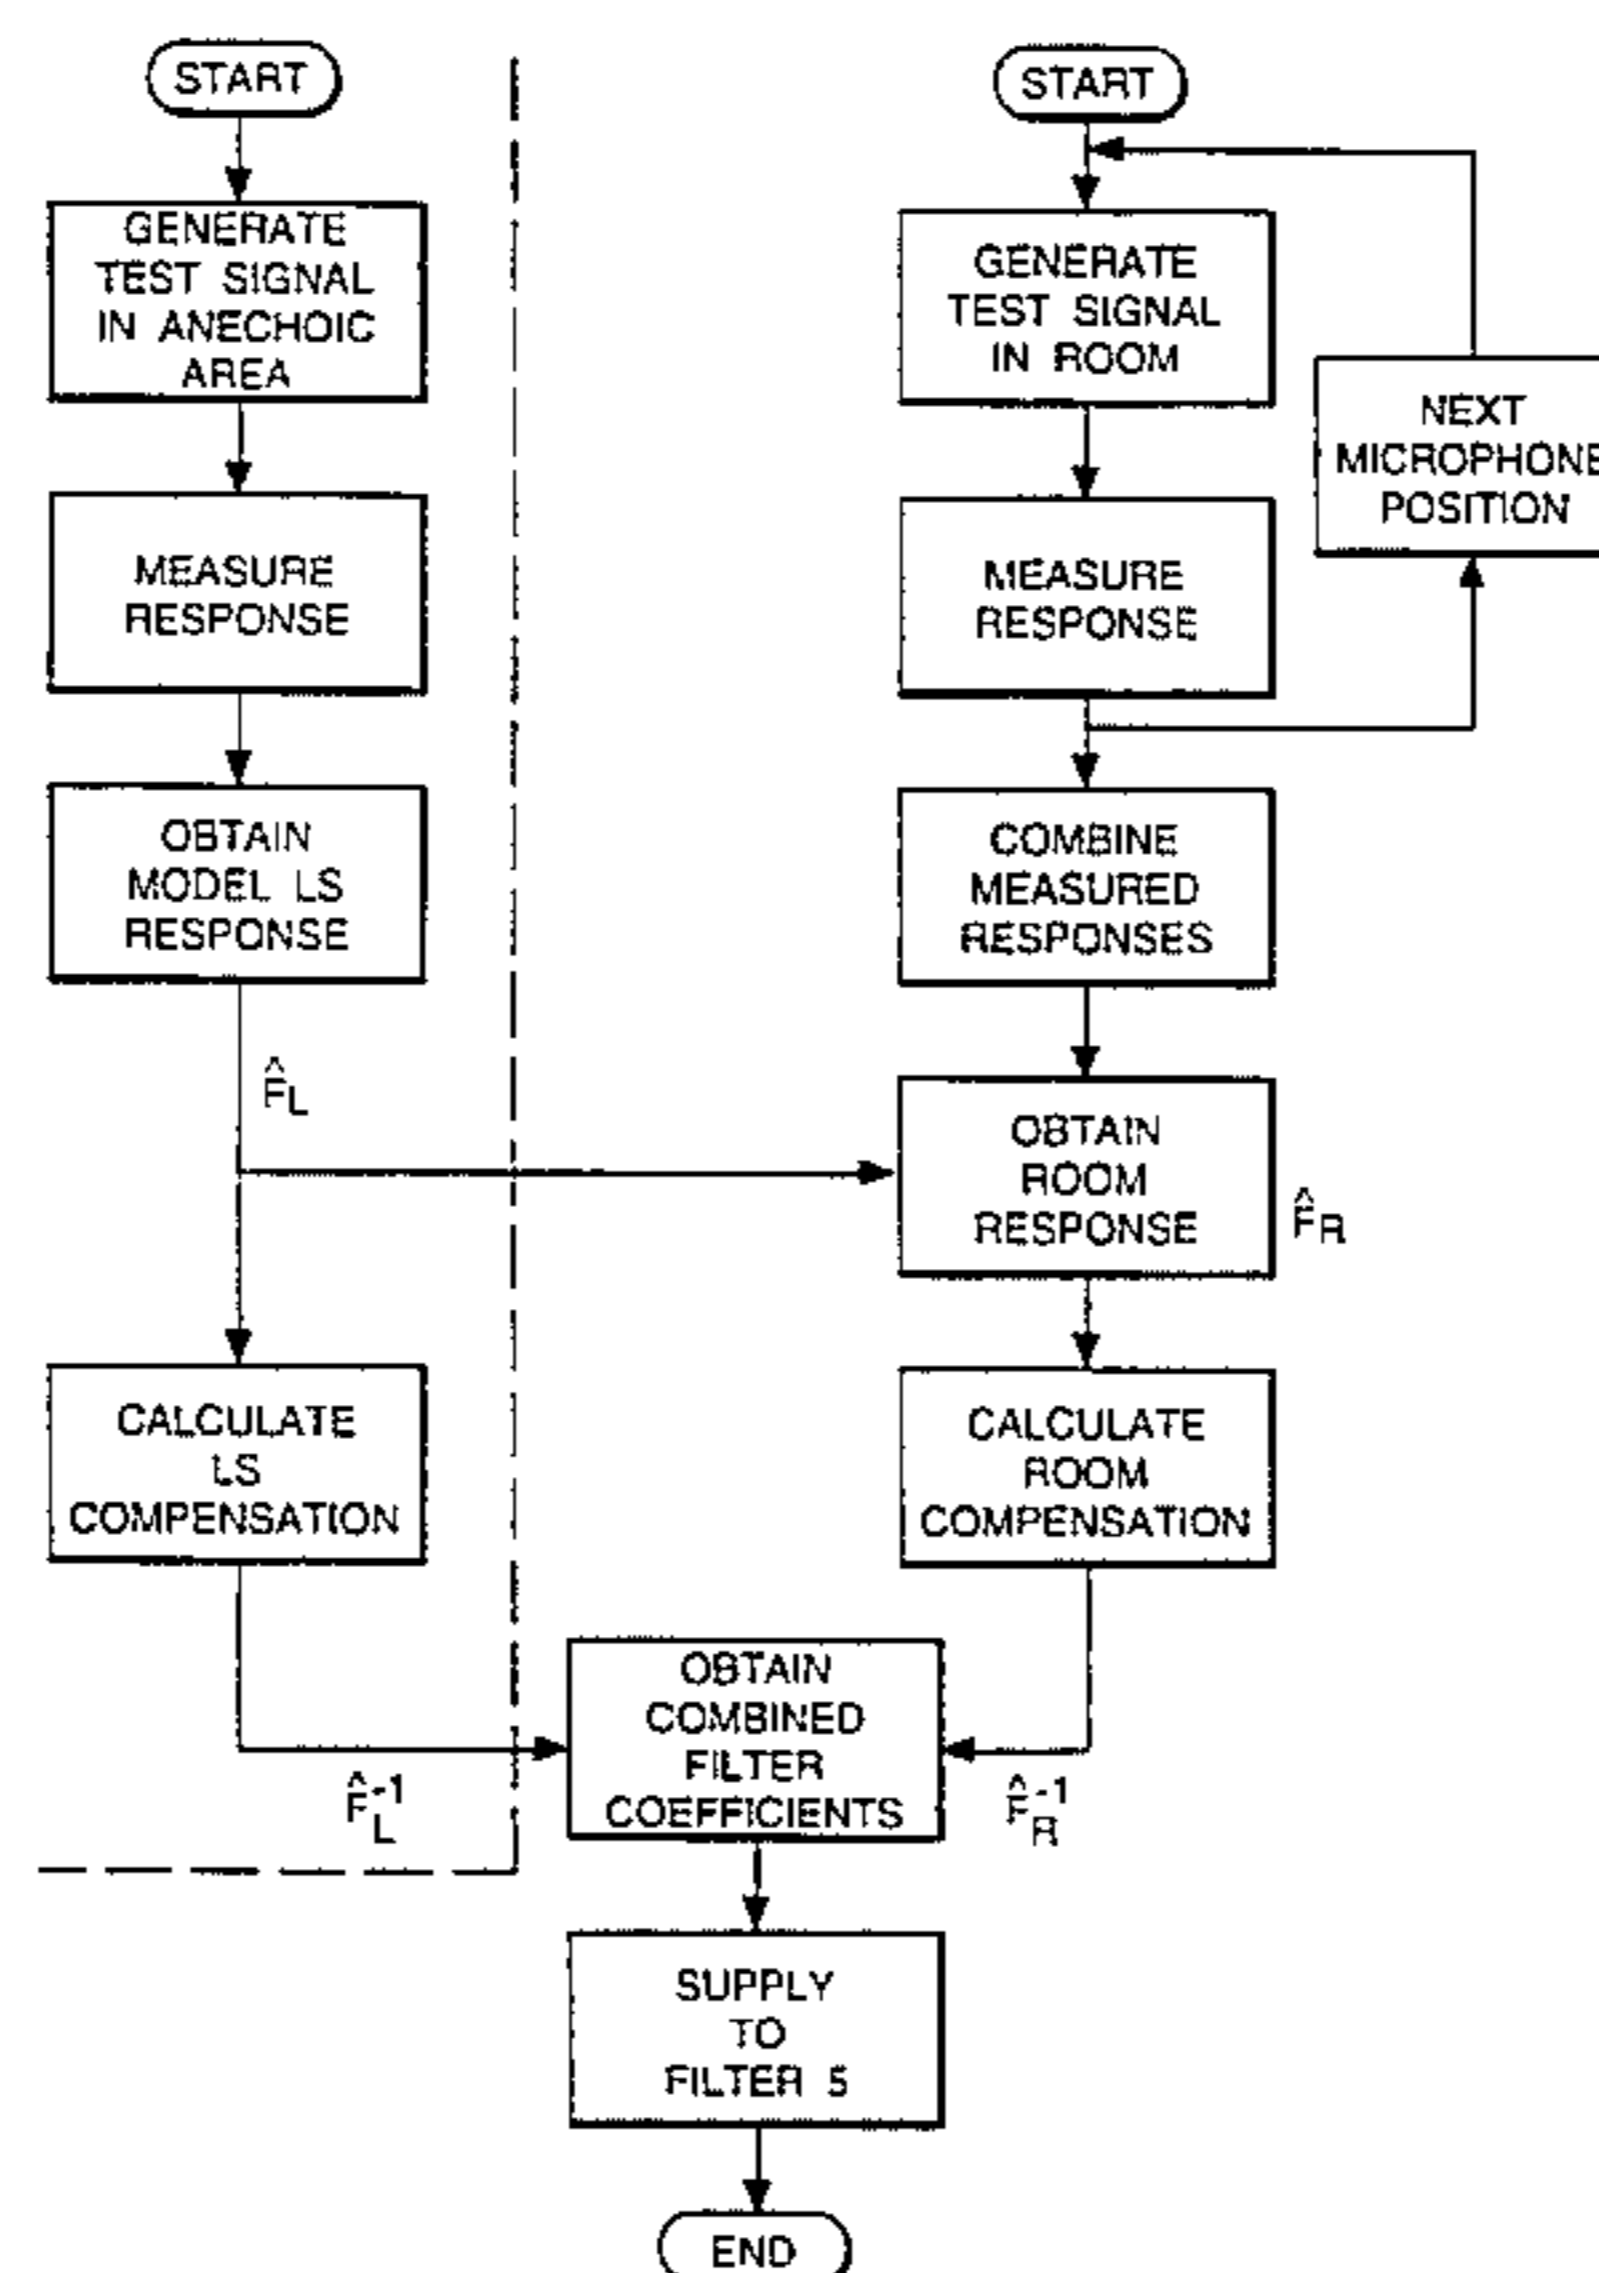 START
GENERATE
TEST SIGNAL
IN ANECHOIC
AREA
MEASURE
RESPONSE
OBTAIN
MODEL LS
RESPONSE
F̂L
CALCULATE
LS
COMPENSATION
F̂L-1
START
GENERATE
TEST SIGNAL
IN ROOM
NEXT
MICROPHONE
POSITION
MEASURE
RESPONSE
COMBINE
MEASURED
RESPONSES
OBTAIN
ROOM
RESPONSE
F̂R
CALCULATE
ROOM
COMPENSATION
F̂R-1
OBTAIN
COMBINED
FILTER
COEFFICIENTS
SUPPLY
TO
FILTER 5
END